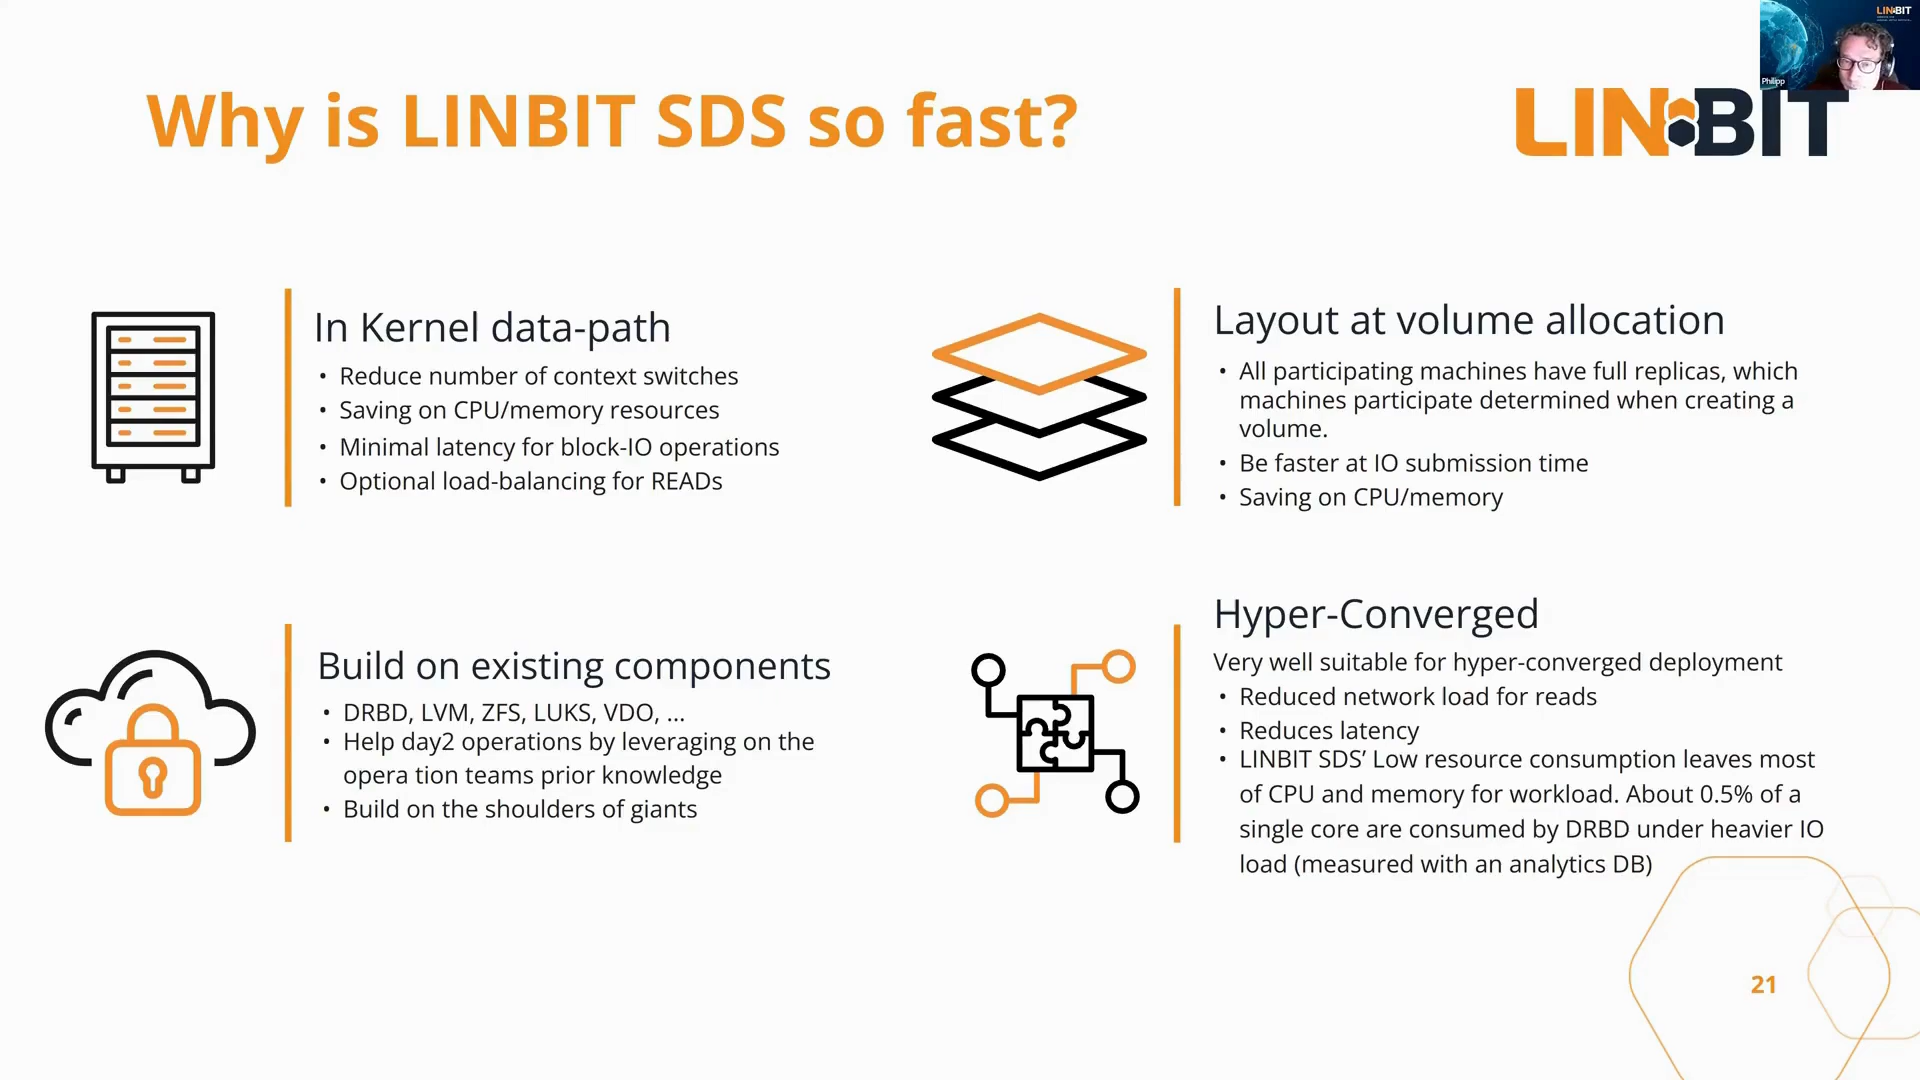 Why is LINBIT SDS so fast?
LINBIT
LINBIT
Philipp
In Kernel data-path
• Reduce number of context switches
• Saving on CPU/memory resources
• Minimal latency for block-IO operations
• Optional load-balancing for READs
Layout at volume allocation
• All participating machines have full replicas, which
machines participate determined when creating a
volume.
• Be faster at IO submission time
• Saving on CPU/memory
Build on existing components
• DRBD, LVM, ZFS, LUKS, VDO, ...
• Help day2 operations by leveraging on the
opera tion teams prior knowledge
• Build on the shoulders of giants
Hyper-Converged
Very well suitable for hyper-converged deployment
• Reduced network load for reads
• Reduces latency
• LINBIT SDS’ Low resource consumption leaves most
of CPU and memory for workload. About 0.5% of a
single core are consumed by DRBD under heavier IO
load (measured with an analytics DB)
21